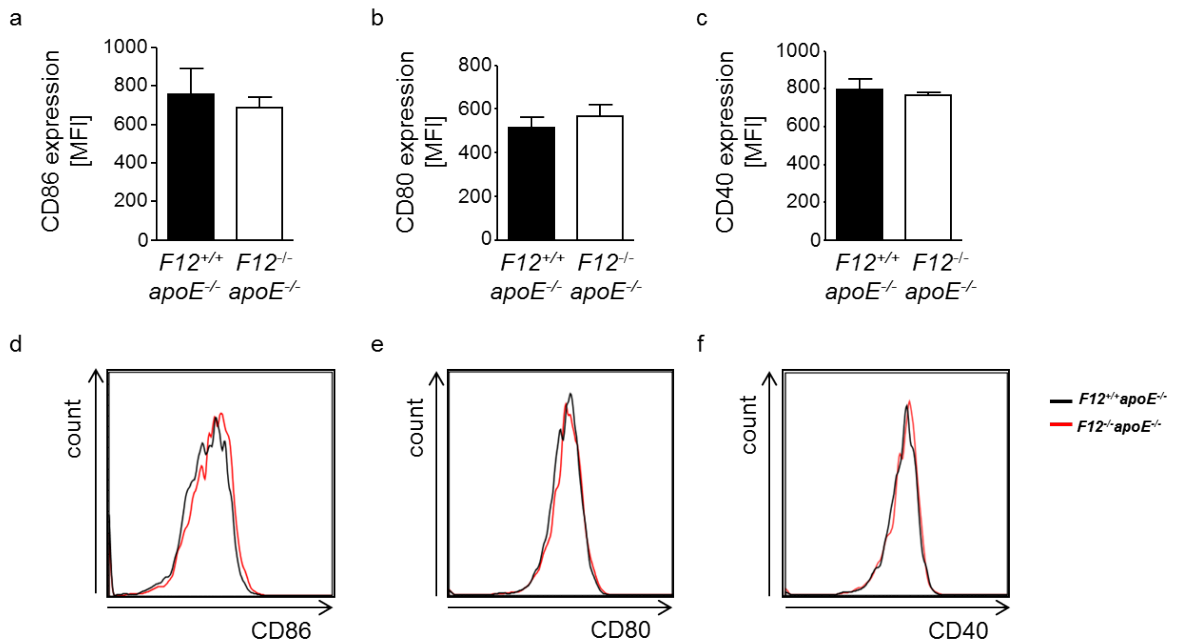 a
CD86 expression
[MFI]
1000
800
600
400
200
0
F12+/+ F12-/-
apoE-/- apoE-/-
b
CD80 expression
[MFI]
800
600
400
200
0
F12+/+ F12-/-
apoE-/- apoE-/-
c
CD40 expression
[MFI]
1000
800
600
400
200
0
F12+/+ F12-/-
apoE-/- apoE-/-
d
count
CD86
e
count
CD80
f
count
CD40
F12+/+apoE-/-
F12-/-apoE-/-